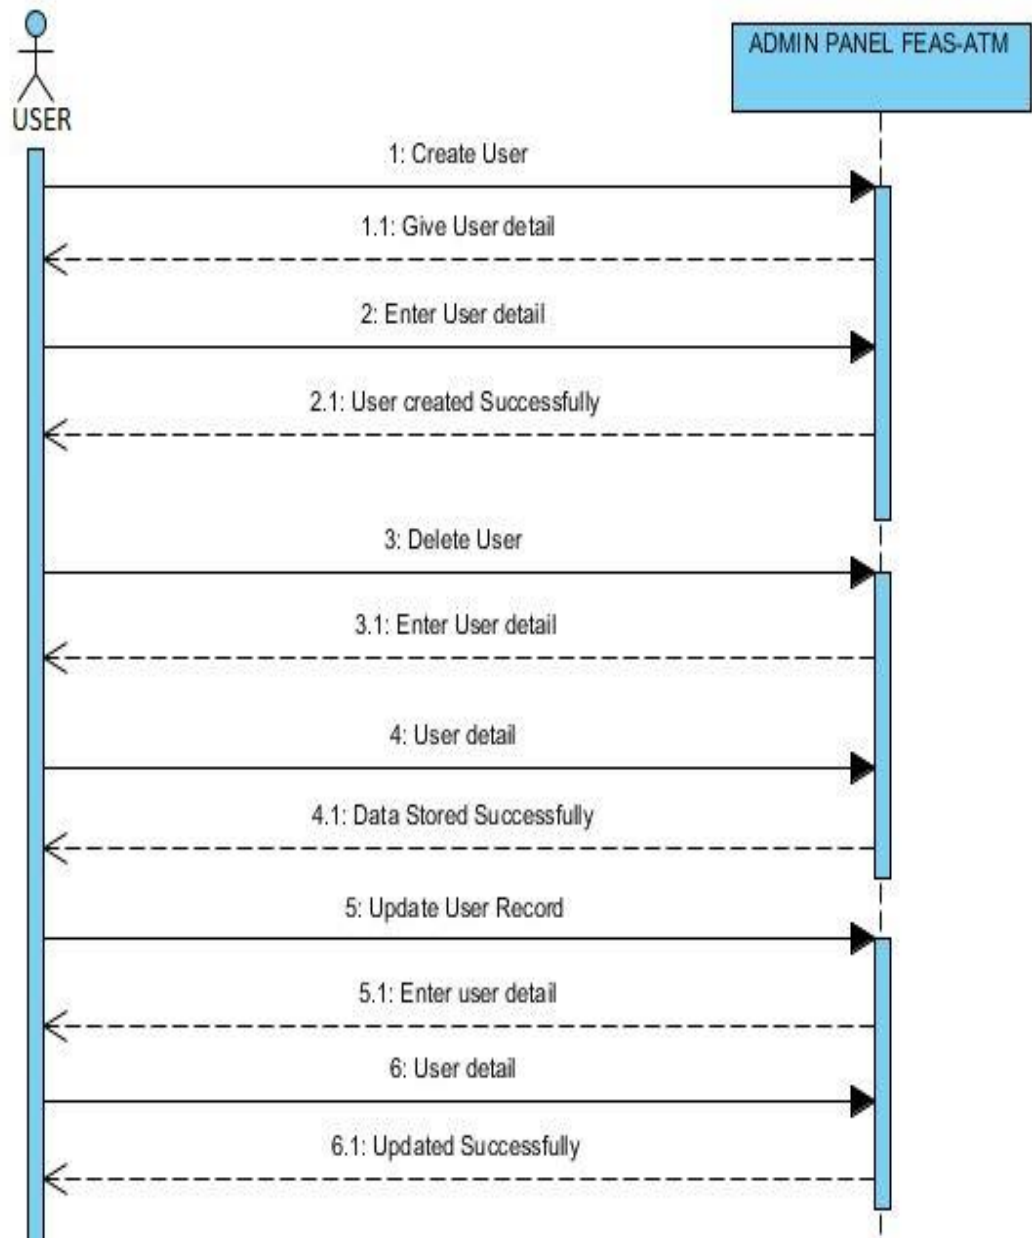 USER
ADMIN PANEL FEAS-ATM
1: Create User
1.1: Give User detail
2: Enter User detail
2.1: User created Successfully
3: Delete User
3.1: Enter User detail
4: User detail
4.1: Data Stored Successfully
5: Update User Record
5.1: Enter user detail
6: User detail
6.1: Updated Successfully